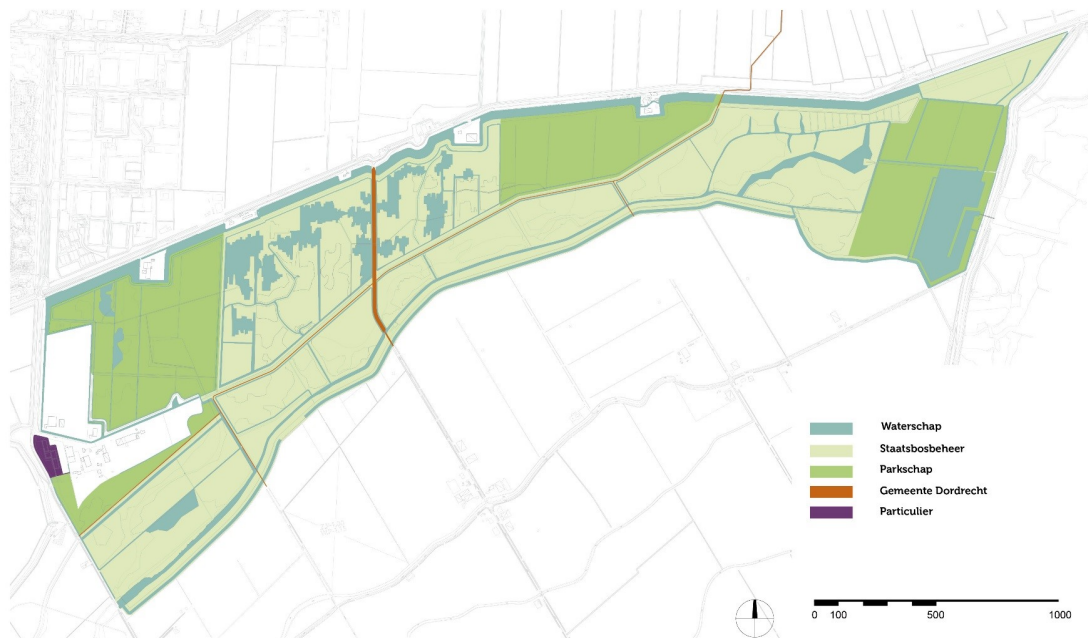 Waterschap
Staatsbosbeheer
Parkschap
Gemeente Dordrecht
Particulier
0 100 500 1000